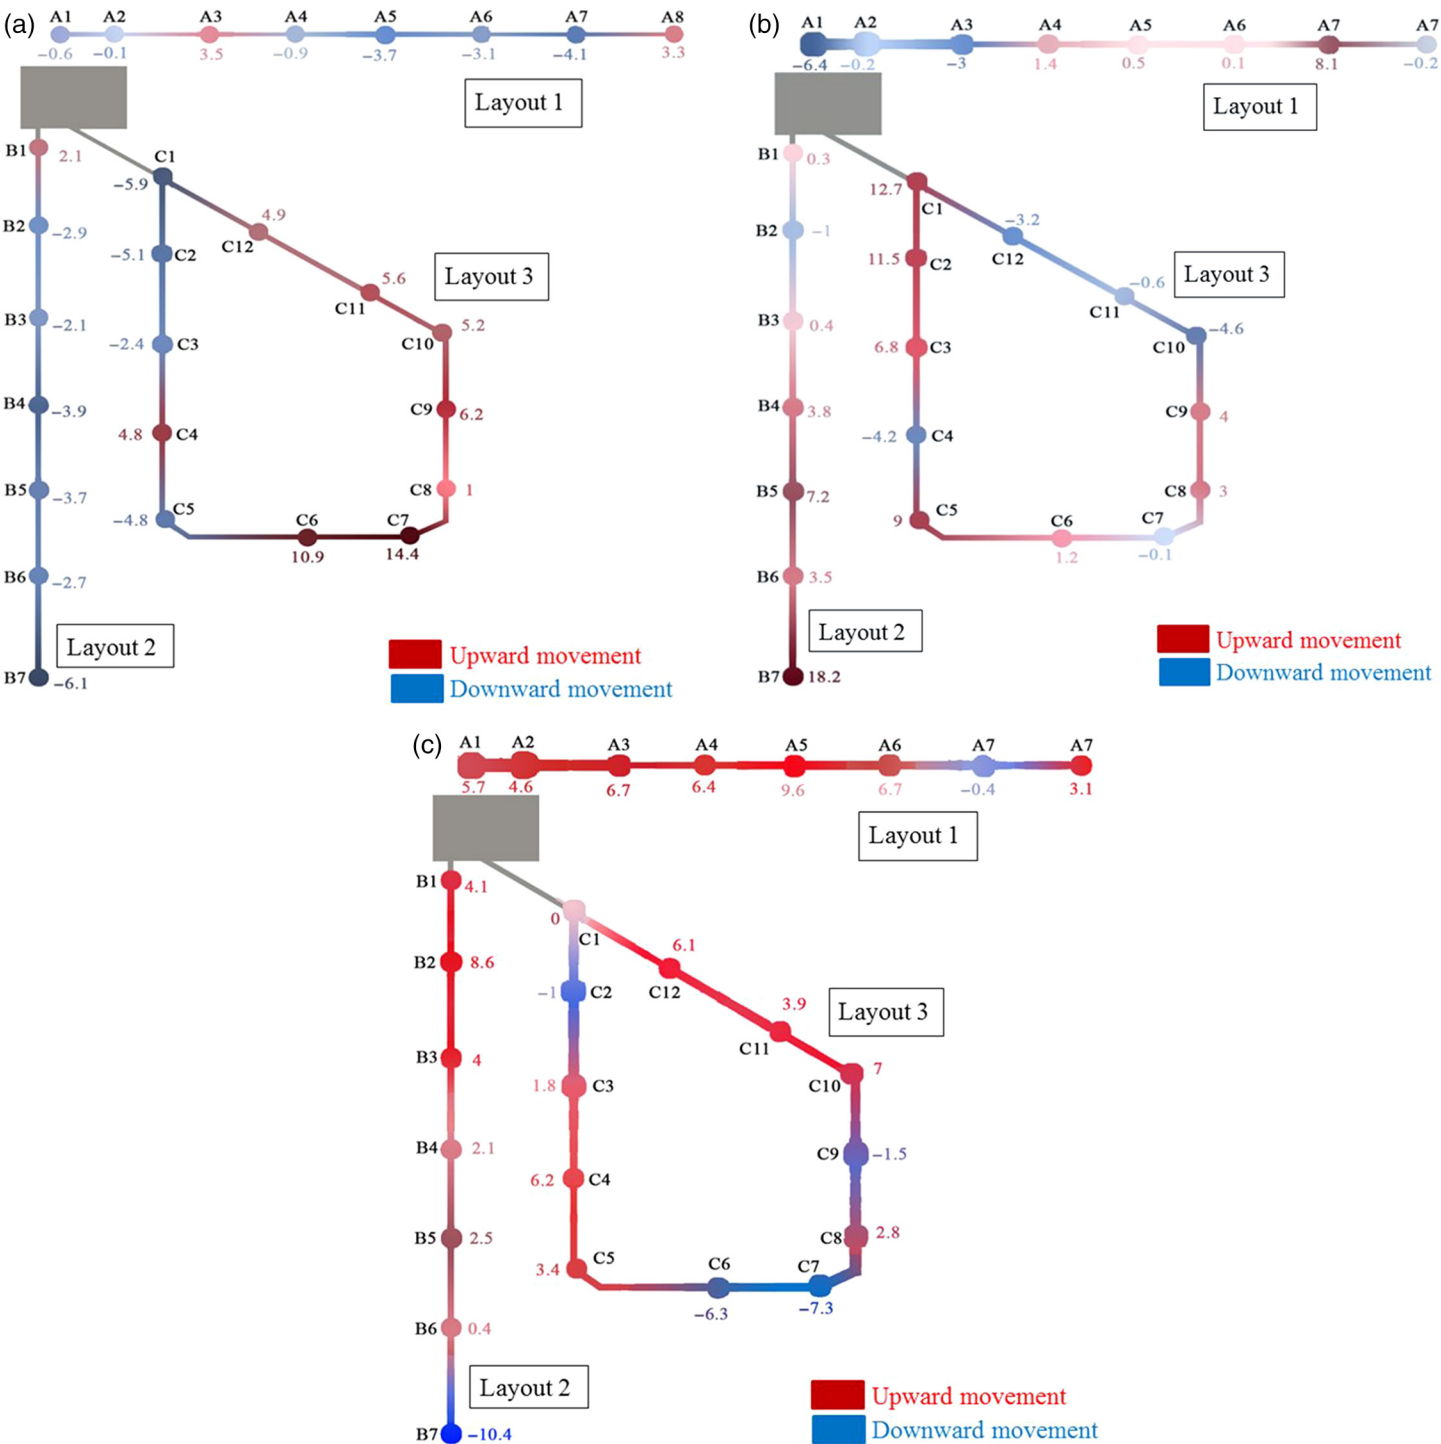 (a) A1 A2 A3 A4 A5 A6 A7 A8
−0.6 −0.1 3.5 −0.9 −3.7 −3.1 −4.1 3.3
Layout 1
B1 2.1
C1
−5.9
4.9
B2 −2.9
C12
−5.1 C2
5.6
Layout 3
C11
B3 −2.1
5.2
−2.4 C3
C10
B4 −3.9
C9 6.2
4.8 C4
B5 −3.7
C8 1
−4.8 C5
C6 C7
10.9 14.4
B6 −2.7
Layout 2
B7 −6.1
Upward movement
Downward movement
(b) A1 A2 A3 A4 A5 A6 A7 A7
−6.4 −0.2 −3 1.4 0.5 0.1 8.1 −0.2
Layout 1
B1 0.3
12.7
C1
−3.2
B2 −1
C12
11.5 C2
−0.6
Layout 3
C11
B3 0.4
−4.6
6.8 C3
C10
B4 3.8
C9 4
−4.2 C4
B5 7.2
C8 3
9 C5
C6 C7
1.2 −0.1
B6 3.5
Layout 2
B7 18.2
Upward movement
Downward movement
(c) A1 A2 A3 A4 A5 A6 A7 A7
5.7 4.6 6.7 6.4 9.6 6.7 −0.4 3.1
Layout 1
B1 4.1
0
C1
6.1
B2 8.6
C12
−1 C2
3.9
Layout 3
C11
B3 4
7
1.8 C3
C10
B4 2.1
C9 −1.5
6.2 C4
B5 2.5
C8 2.8
3.4 C5
C6 C7
−6.3 −7.3
B6 0.4
Layout 2
B7 −10.4
Upward movement
Downward movement